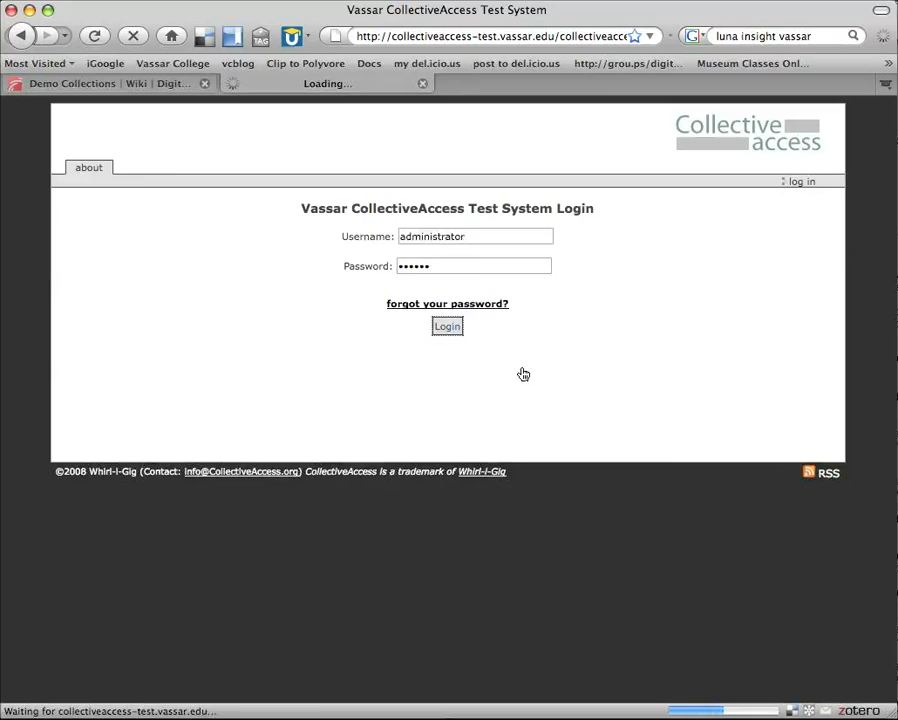 Vassar CollectiveAccess Test System
http://collectiveaccess-test.vassar.edu/collectiveacce
luna insight vassar
Most Visited iGoogle Vassar College vcblog Clip to Polyvore Docs my del.icio.us post to del.icio.us http://grou.ps/digit... Museum Classes Onl... »
Demo Collections | Wiki | Digit... Loading...
Collective
access
about
log in
Vassar CollectiveAccess Test System Login
Username: administrator
Password: ••••••
forgot your password?
Login
©2008 Whirl-i-Gig (Contact: info@CollectiveAccess.org) CollectiveAccess is a trademark of Whirl-i-Gig
RSS
Waiting for collectiveaccess-test.vassar.edu...
zotero